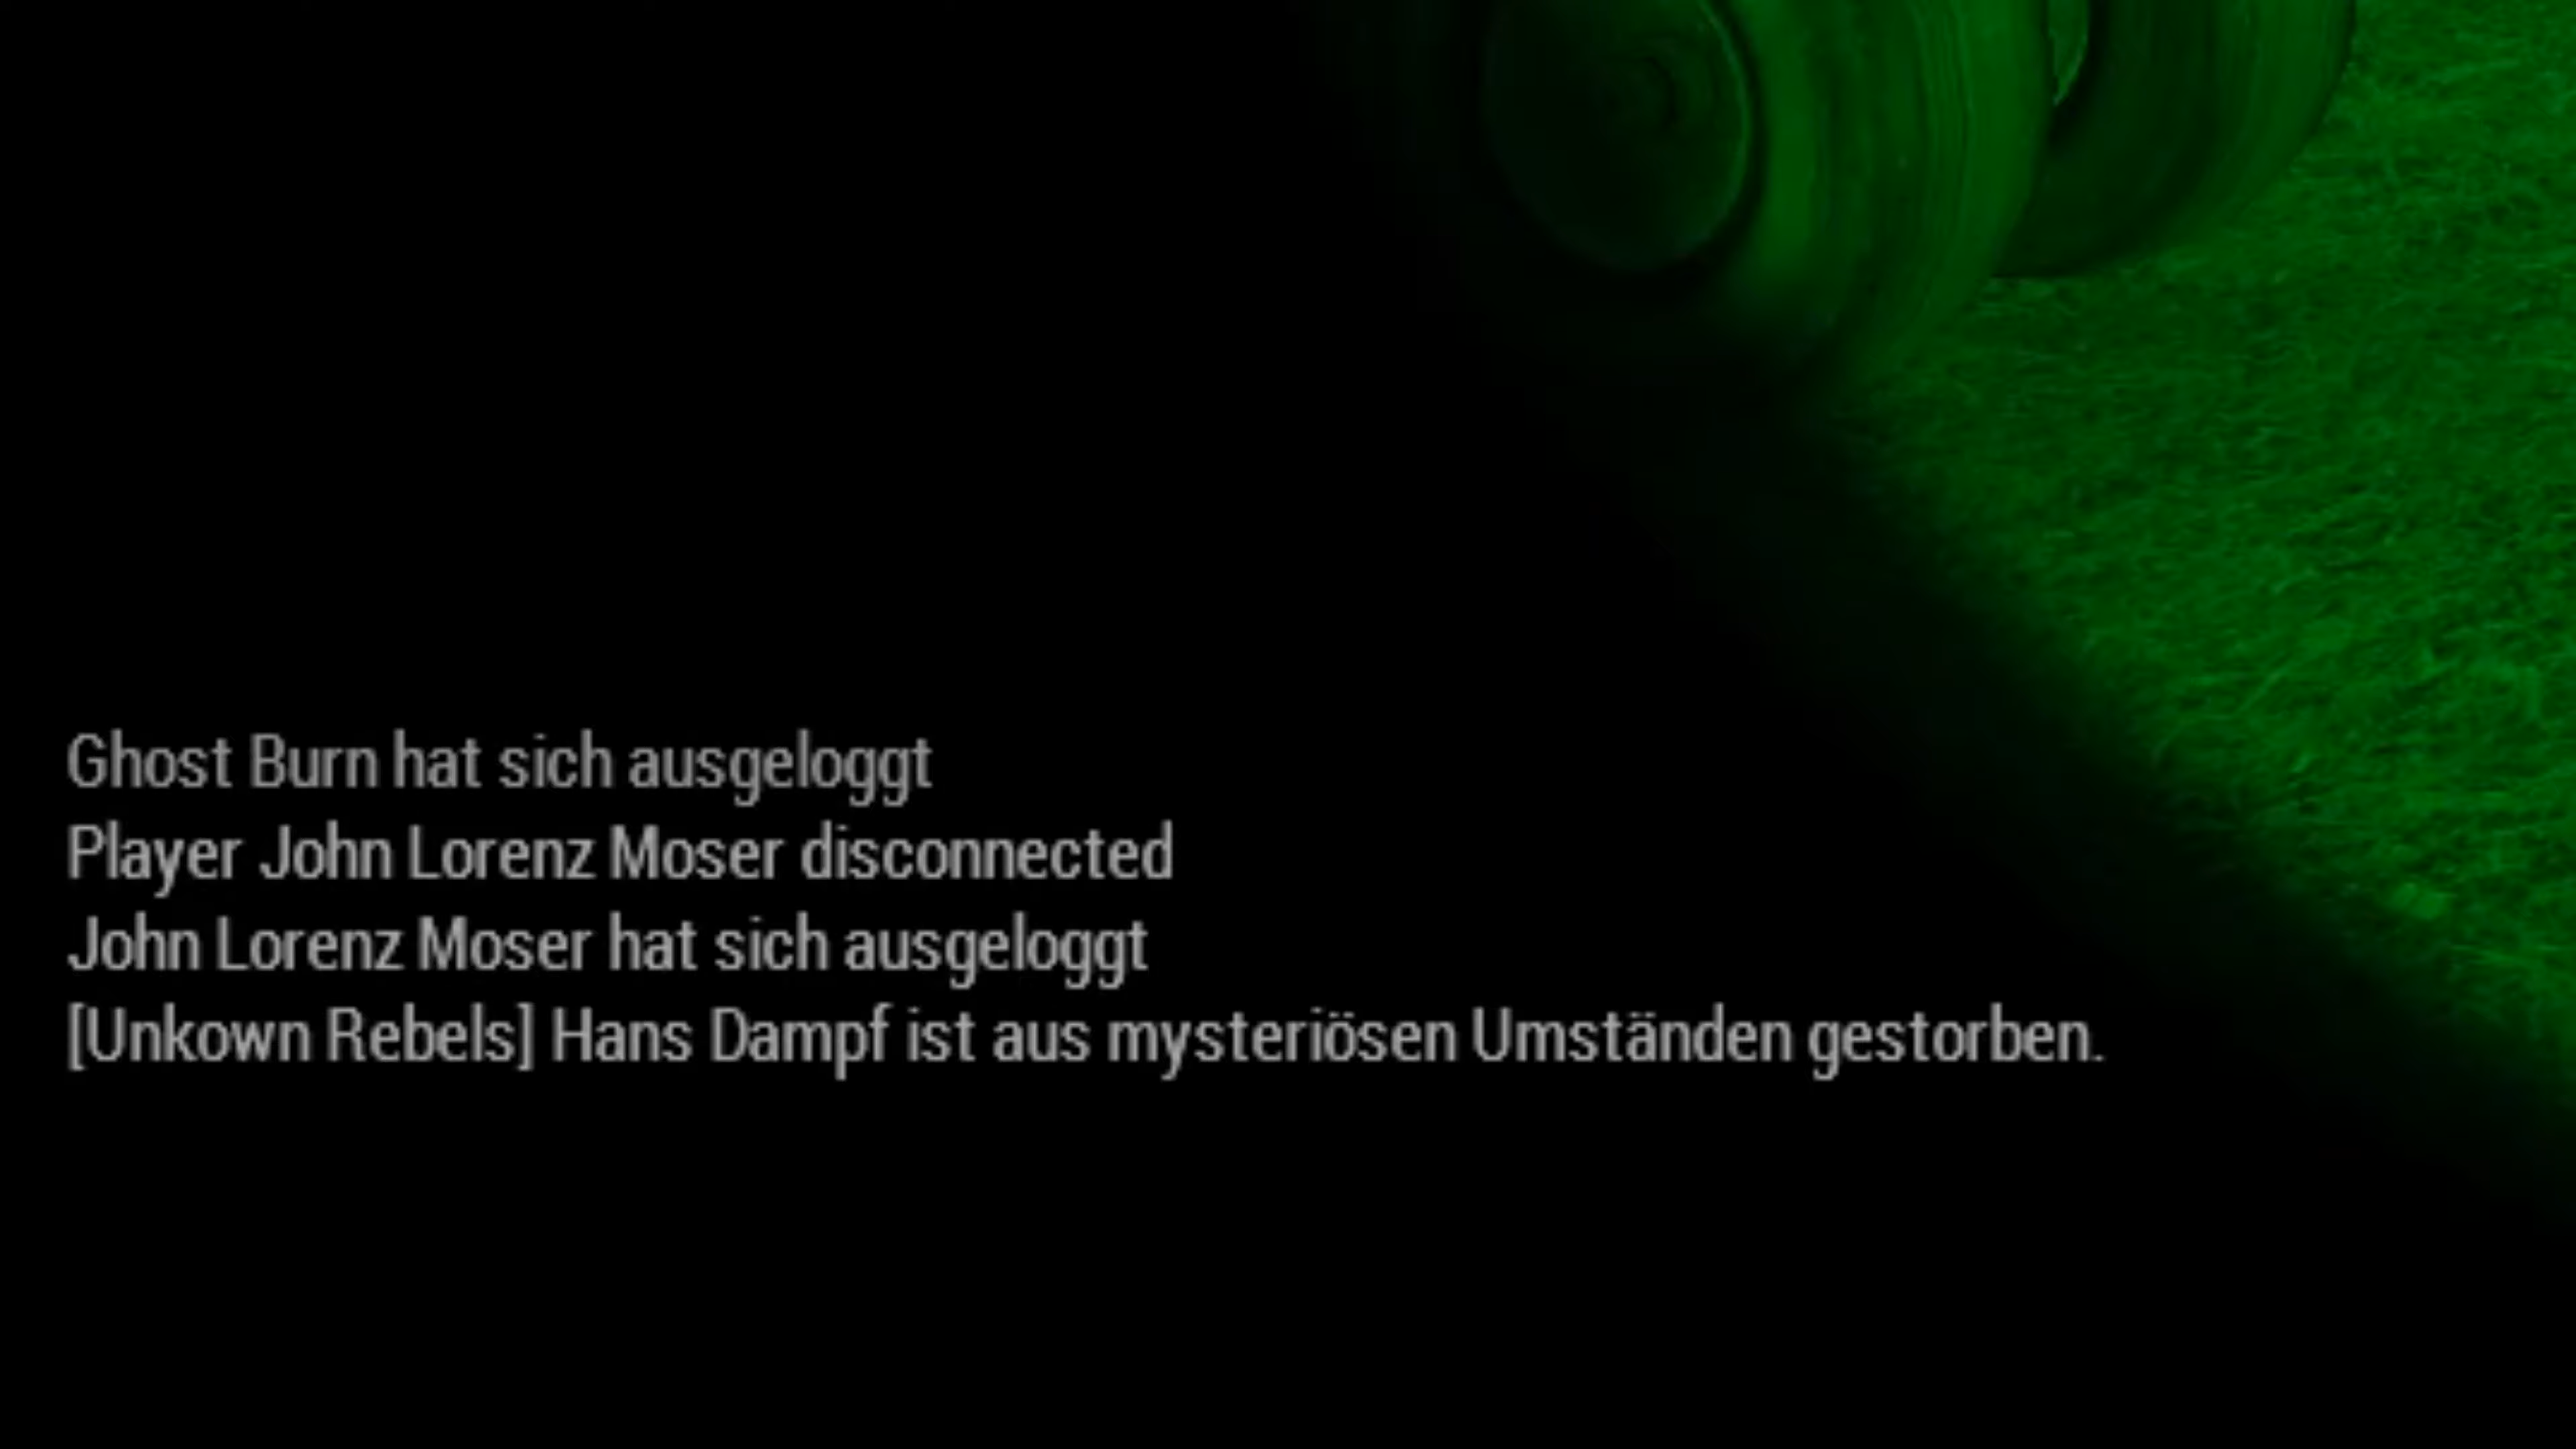 Ghost Burn hat sich ausgeloggt
Player John Lorenz Moser disconnected
John Lorenz Moser hat sich ausgeloggt
[Unkown Rebels] Hans Dampf ist aus mysteriösen Umständen gestorben.